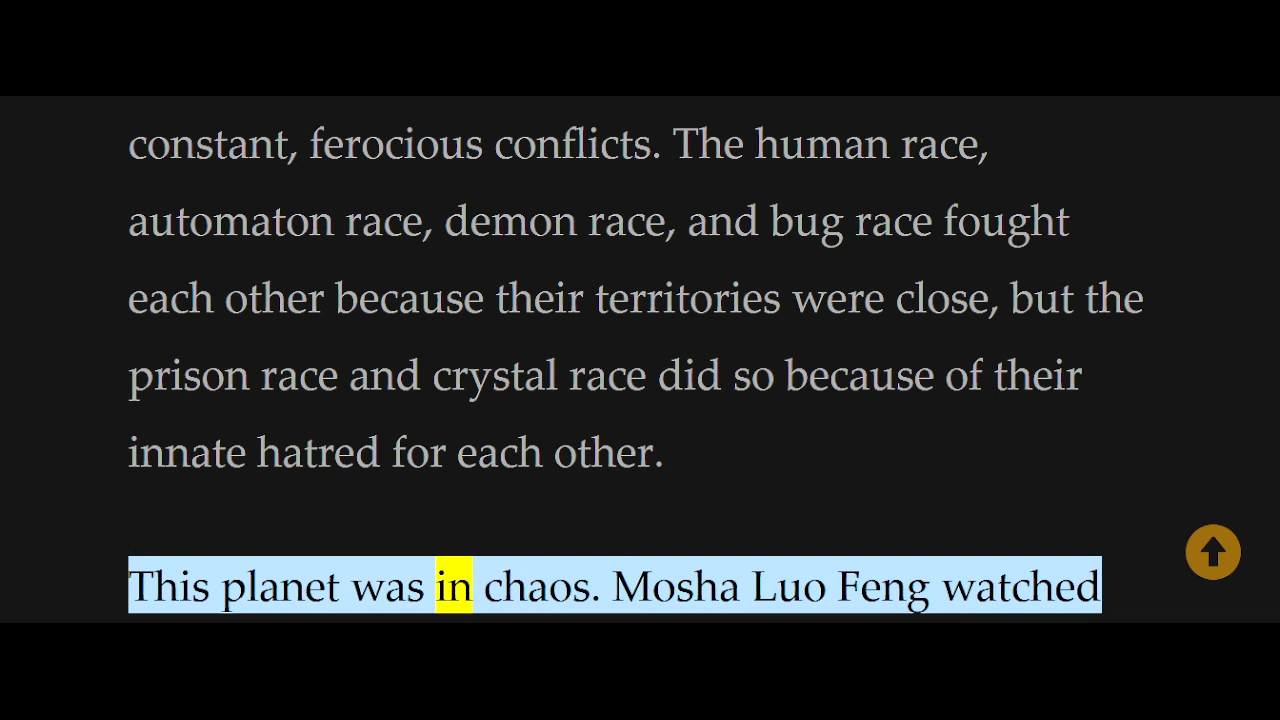 constant, ferocious conflicts. The human race,
automaton race, demon race, and bug race fought
each other because their territories were close, but the
prison race and crystal race did so because of their
innate hatred for each other.
This planet was in chaos. Mosha Luo Feng watched